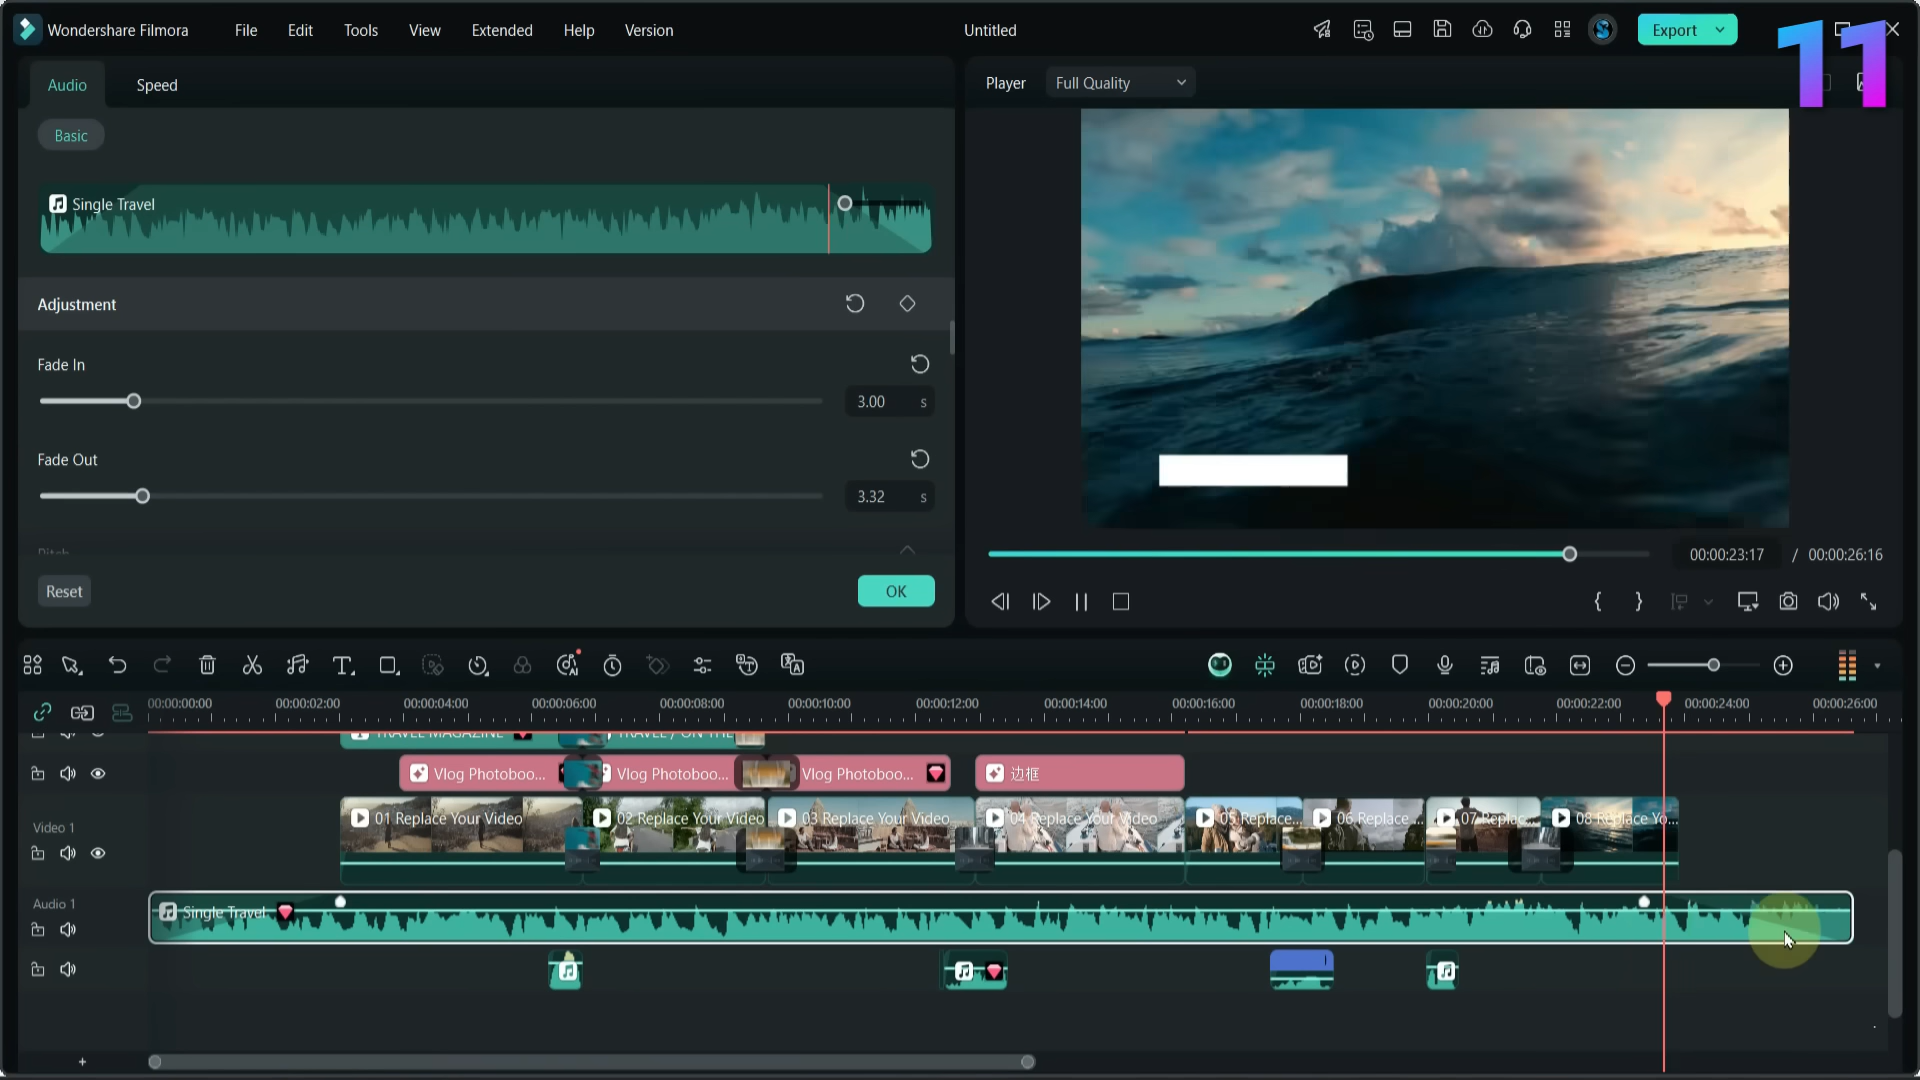 Wondershare Filmora File Edit Tools View Extended Help Version Untitled Export
11
Audio Speed
Player Full Quality
Basic
Single Travel
Adjustment
Fade In
3.00 s
Fade Out
3.32 s
Pitch
Reset OK
00:00:23:17 / 00:00:26:16
00:00:00:00 00:00:02:00 00:00:04:00 00:00:06:00 00:00:08:00 00:00:10:00 00:00:12:00 00:00:14:00 00:00:16:00 00:00:18:00 00:00:20:00 00:00:22:00 00:00:24:00 00:00:26:00
TRAVEL MAGAZINE TRAVEL / ON THE
Vlog Photoboo... Vlog Photoboo... Vlog Photoboo... 边框
Video 1
01 Replace Your Video 02 Replace Your Video 03 Replace Your Video 04 Replace Your Video 05 Replace... 06 Replace ... 07 Replac... 08 Replace Yo...
Audio 1
Single Travel